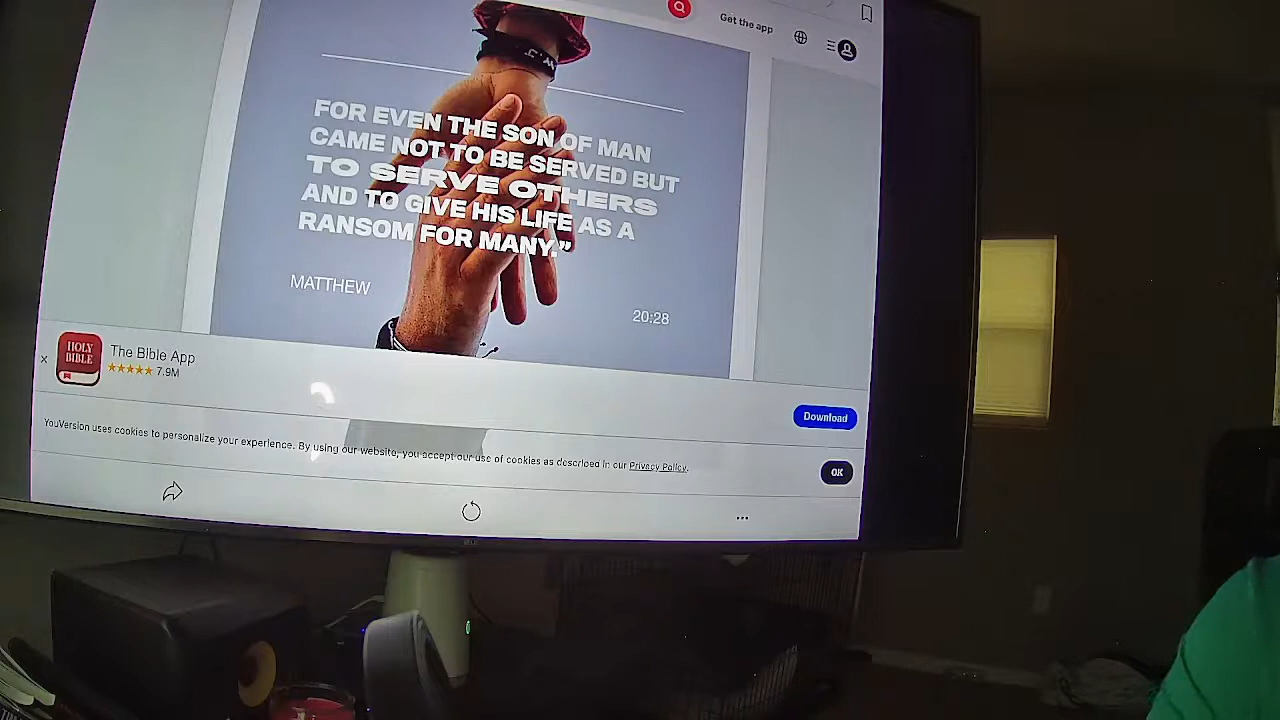 Get the app
FOR EVEN THE SON OF MAN
CAME NOT TO BE SERVED BUT
TO SERVE OTHERS
AND TO GIVE HIS LIFE AS A
RANSOM FOR MANY.”
MATTHEW
20:28
HOLY
BIBLE
The Bible App
7.9M
Download
YouVersion uses cookies to personalize your experience. By using our website, you accept our use of cookies as described in our Privacy Policy.
OK